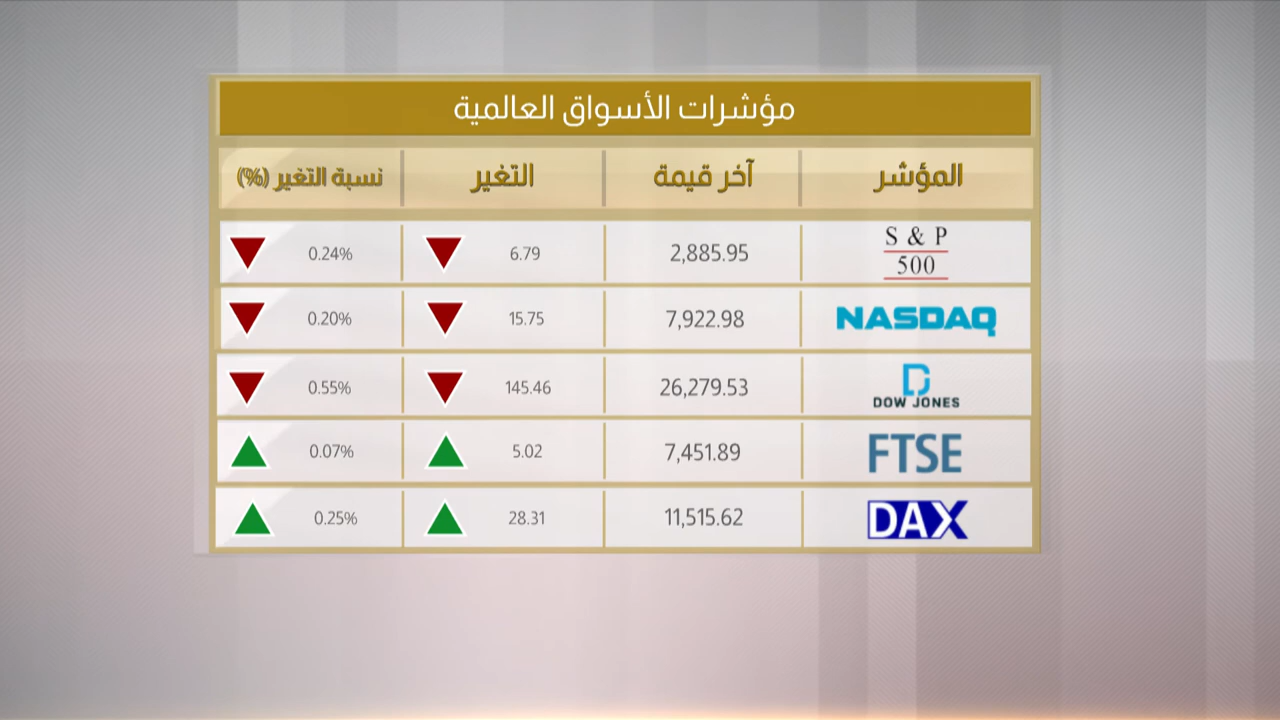 مؤشرات الأسواق العالمية
المؤشر آخر قيمة التغير نسبة التغير (%)
S & P
500
2,885.95 6.79 0.24%
NASDAQ 7,922.98 15.75 0.20%
DOW JONES 26,279.53 145.46 0.55%
FTSE 7,451.89 5.02 0.07%
DAX 11,515.62 28.31 0.25%